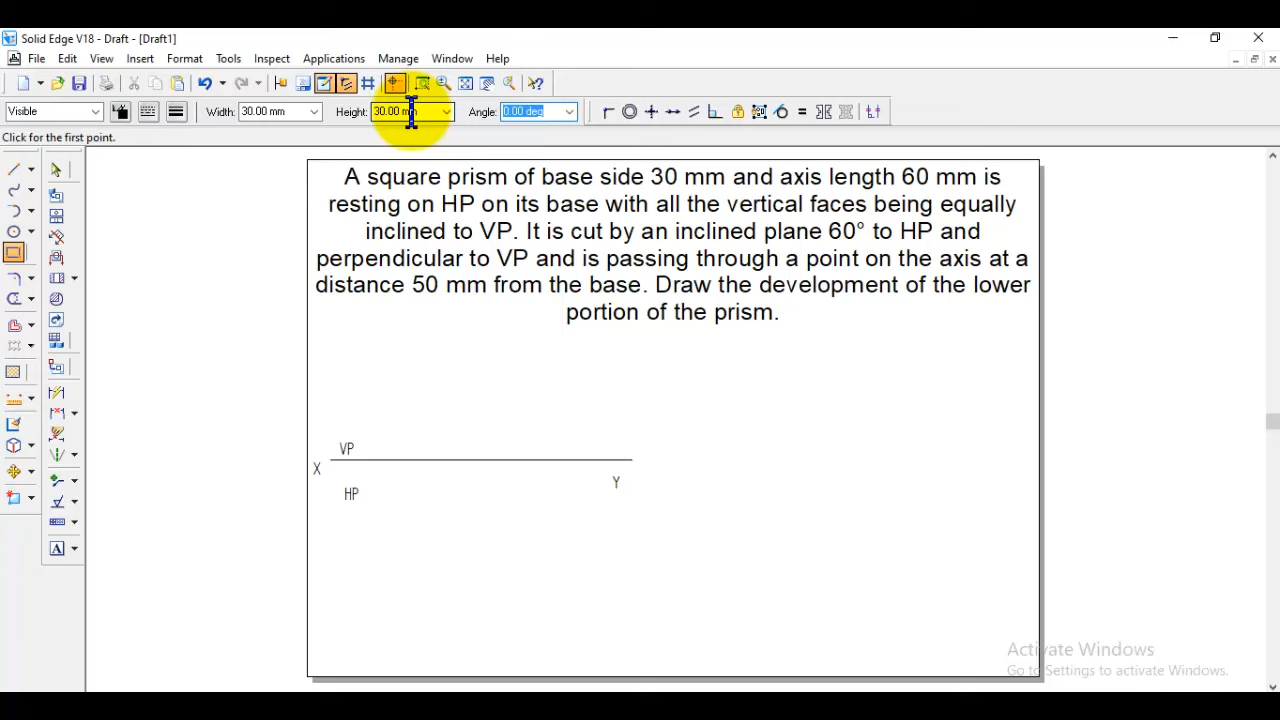 Solid Edge V18 - Draft - [Draft1]
File Edit View Insert Format Tools Inspect Applications Manage Window Help
Visible Width: 30.00 mm Height: 30.00 mm Angle: 0.00 deg
Click for the first point.
A square prism of base side 30 mm and axis length 60 mm is
resting on HP on its base with all the vertical faces being equally
inclined to VP. It is cut by an inclined plane 60° to HP and
perpendicular to VP and is passing through a point on the axis at a
distance 50 mm from the base. Draw the development of the lower
portion of the prism.
VP
X
Y
HP
Activate Windows
Go to Settings to activate Windows.